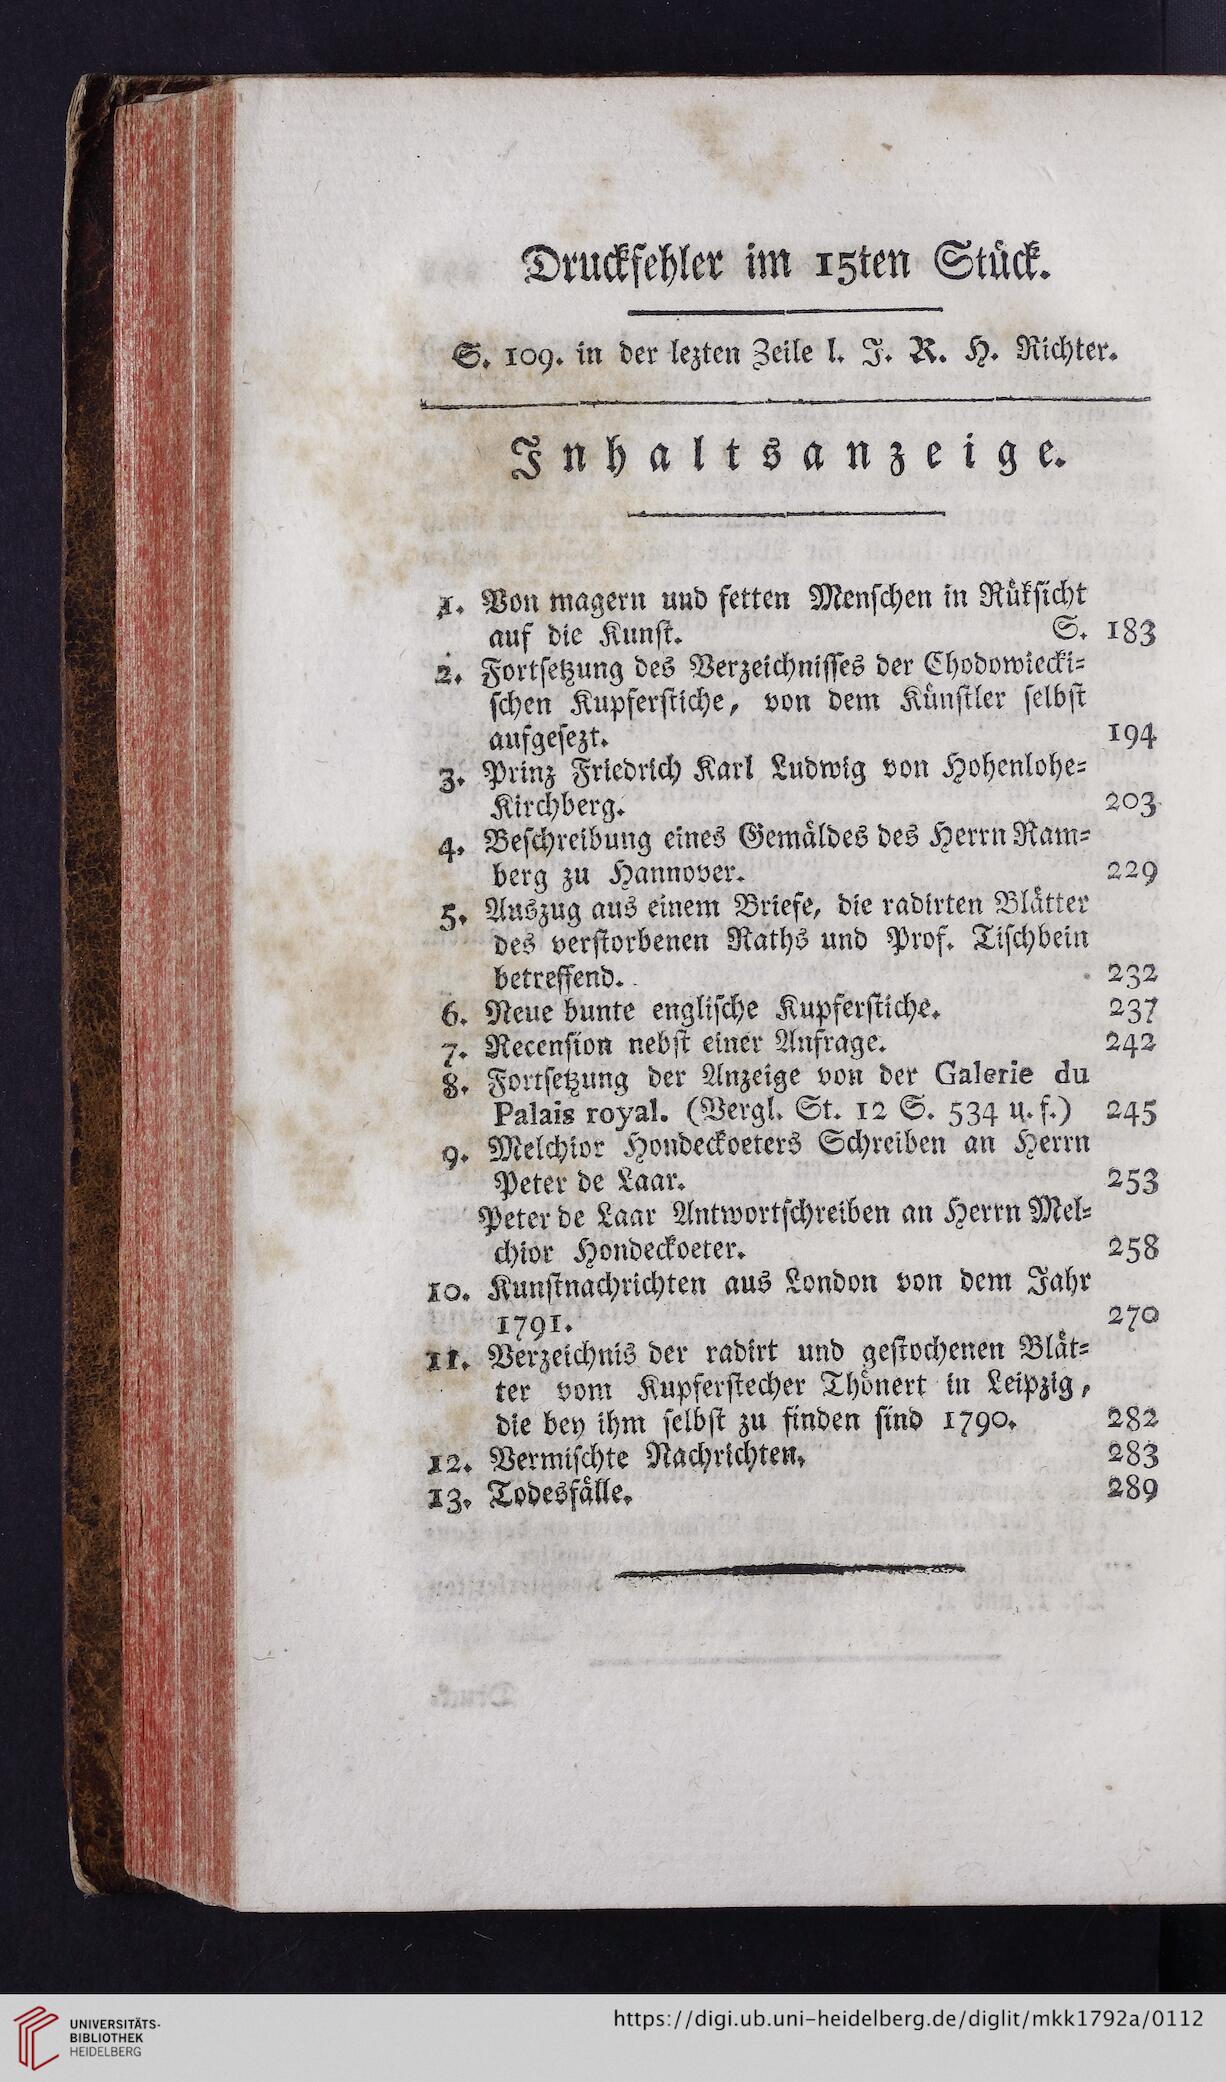 Druckfehler im 15ten Stück.
S. 109. in der lezten Zeile l. J. R. H. Richter.
Inhaltsanzeige.
1. Von magern und fetten Menschen in Rüksicht
auf die Kunst. S. 183
2. Fortsetzung des Verzeichnisses der Chodowiecki-
schen Kupferstiche, von dem Künstler selbst
aufgesezt. 194
3. Prinz Friedrich Karl Ludwig von Hohenlohe-
Kirchberg. 203
4. Beschreibung eines Gemäldes des Herrn Ram-
berg zu Hannover. 229
5. Auszug aus einem Briefe, die radirten Blätter
des verstorbenen Raths und Prof. Tischbein
betreffend. 232
6. Neue bunte englische Kupferstiche. 237
7. Recension nebst einer Anfrage. 242
8. Fortsetzung der Anzeige von der Galerie du
Palais royal. (Vergl. St. 12 S. 534 u. f.) 245
9. Melchior Hondeckoeters Schreiben an Herrn
Peter de Laar. 253
Peter de Laar Antwortschreiben an Herrn Mel-
chior Hondeckoeter. 258
10. Kunstnachrichten aus London von dem Jahr
1791. 270
11. Verzeichnis der radirt und gestochenen Blät-
ter vom Kupferstecher Thönert in Leipzig,
die bey ihm selbst zu finden sind 1790. 282
12. Vermischte Nachrichten. 283
13. Todesfälle. 289
UNIVERSITÄTS-
BIBLIOTHEK
HEIDELBERG
https://digi.ub.uni-heidelberg.de/diglit/mkk1792a/0112